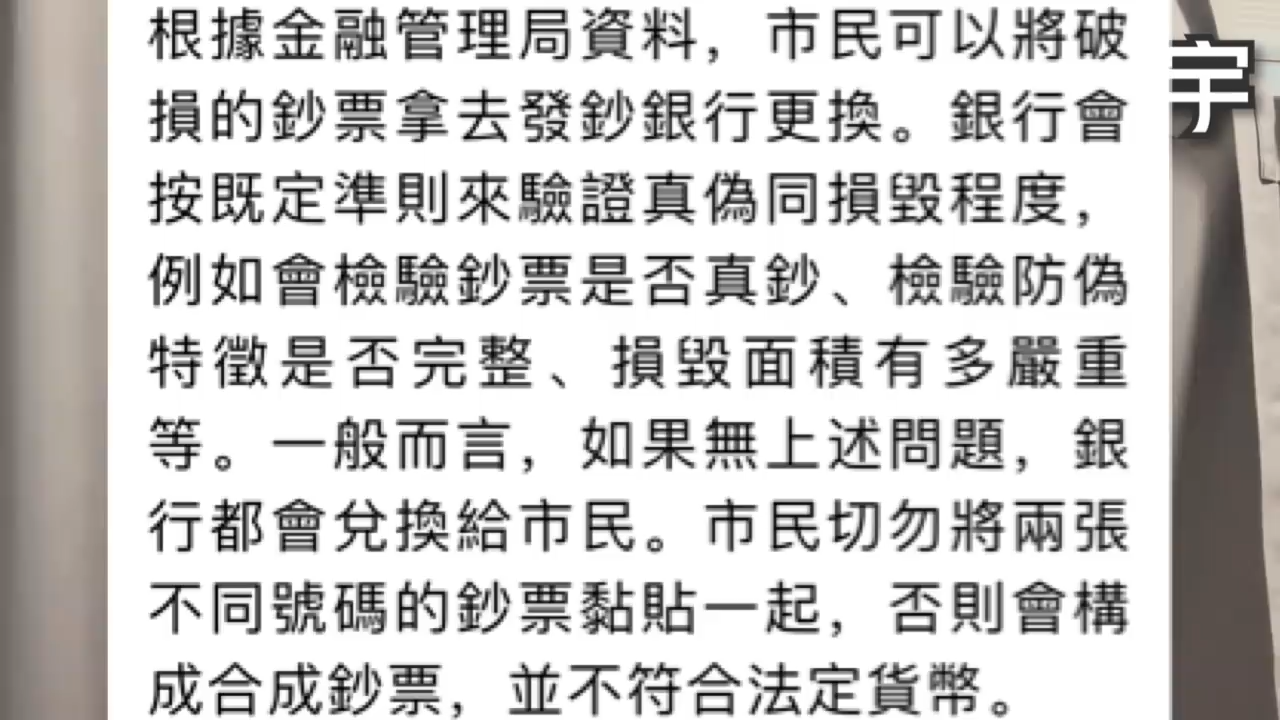 根據金融管理局資料，市民可以將破
損的鈔票拿去發鈔銀行更換。銀行會
按既定準則來驗證真偽同損毀程度，
例如會檢驗鈔票是否真鈔、檢驗防偽
特徵是否完整、損毀面積有多嚴重
等。一般而言，如果無上述問題，銀
行都會兌換給市民。市民切勿將兩張
不同號碼的鈔票黏貼一起，否則會構
成合成鈔票，並不符合法定貨幣。
宇